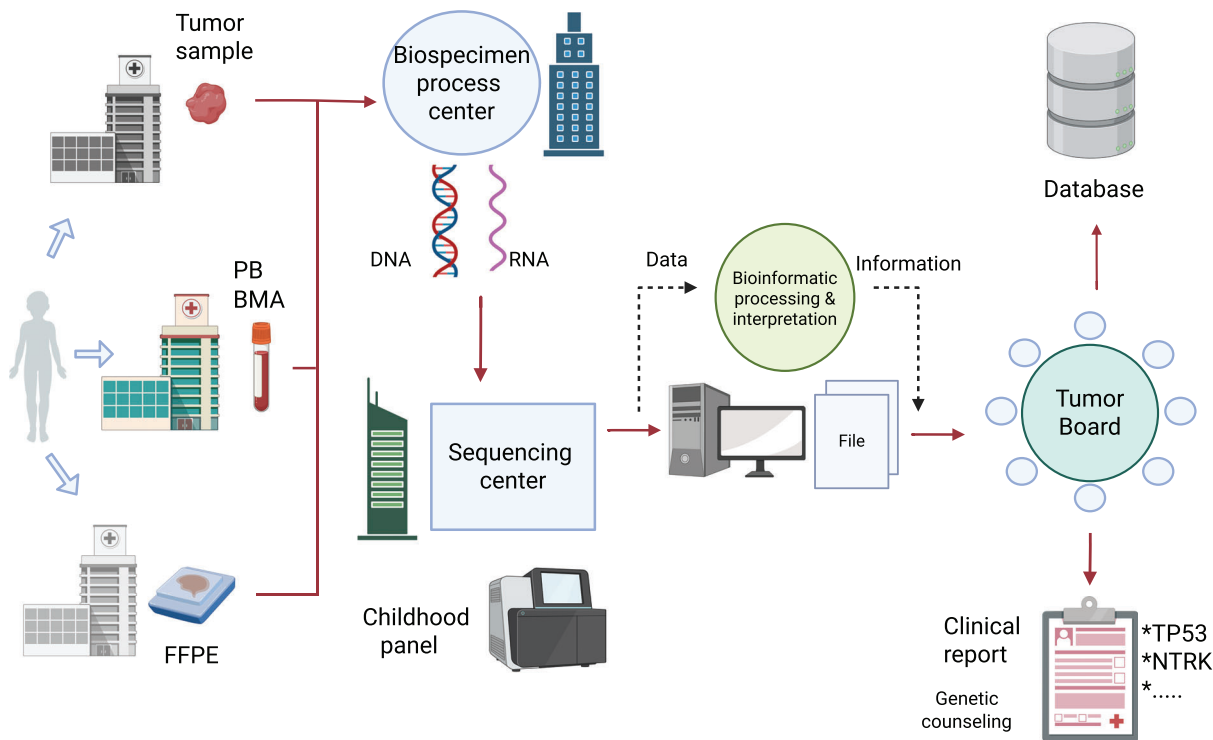 Tumor
sample
Biospecimen
process
center
Database
DNA
RNA
PB
BMA
Data
Bioinformatic
processing &
interpretation
Information
Tumor
Board
Sequencing
center
File
FFPE
Childhood
panel
Clinical
report
*TP53
*NTRK
*.....
Genetic
counseling